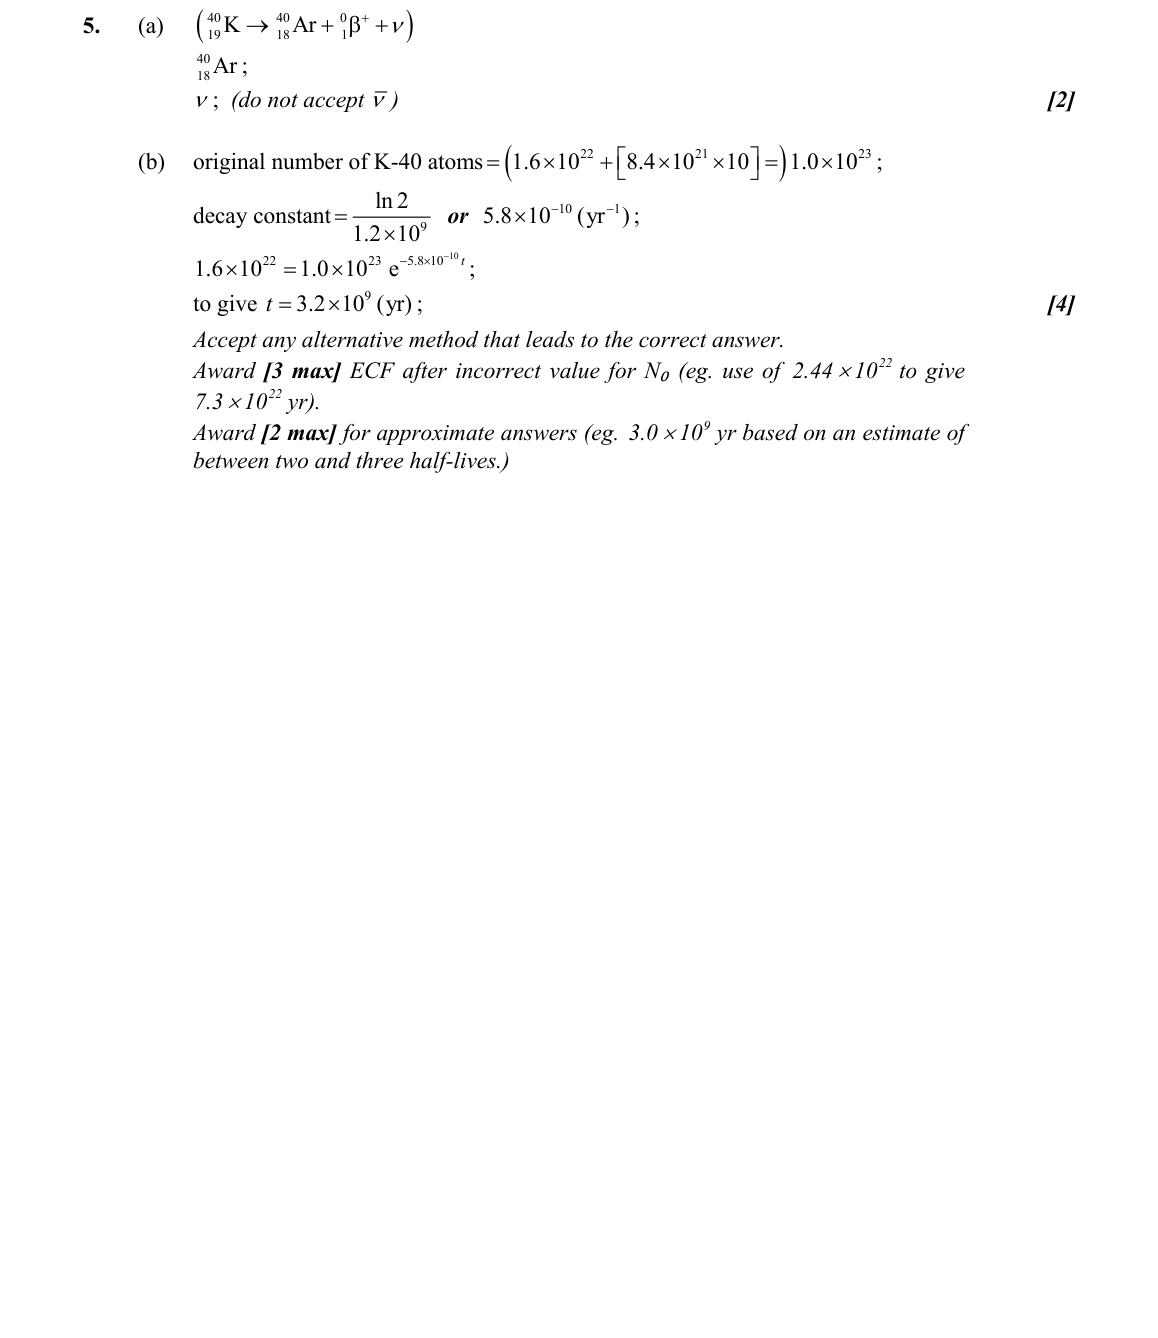 5. (a) (⁴⁰₁₉K → ⁴⁰₁₈Ar + ⁰₁β⁺ + ν)
⁴⁰₁₈Ar ;
ν ; (do not accept ν̅ ) [2]
(b) original number of K-40 atoms = (1.6×10²² + [8.4×10²¹ ×10] =) 1.0×10²³ ;
decay constant = ln 2 / 1.2×10⁹ or 5.8×10⁻¹⁰ (yr⁻¹) ;
1.6×10²² = 1.0×10²³ e^(−5.8×10⁻¹⁰ t) ;
to give t = 3.2×10⁹ (yr) ; [4]
Accept any alternative method that leads to the correct answer.
Award [3 max] ECF after incorrect value for N₀ (eg. use of 2.44 ×10²² to give
7.3 ×10²² yr).
Award [2 max] for approximate answers (eg. 3.0 ×10⁹ yr based on an estimate of
between two and three half-lives.)